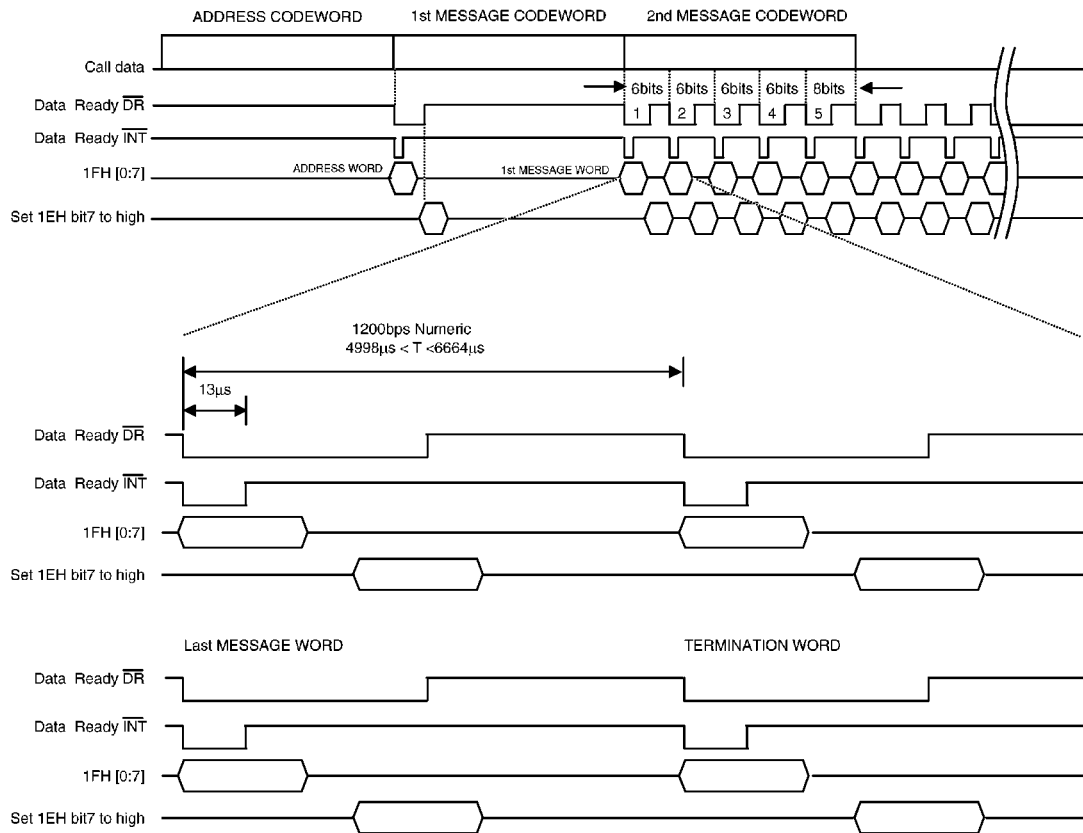 ADDRESS CODEWORD 1st MESSAGE CODEWORD 2nd MESSAGE CODEWORD
Call data
6bits 6bits 6bits 6bits 8bits
Data Ready DR
1 2 3 4 5
Data Ready INT
ADDRESS WORD 1st MESSAGE WORD
1FH [0:7]
Set 1EH bit7 to high
1200bps Numeric
4998µs < T <6664µs
13µs
Data Ready DR
Data Ready INT
1FH [0:7]
Set 1EH bit7 to high
Last MESSAGE WORD TERMINATION WORD
Data Ready DR
Data Ready INT
1FH [0:7]
Set 1EH bit7 to high